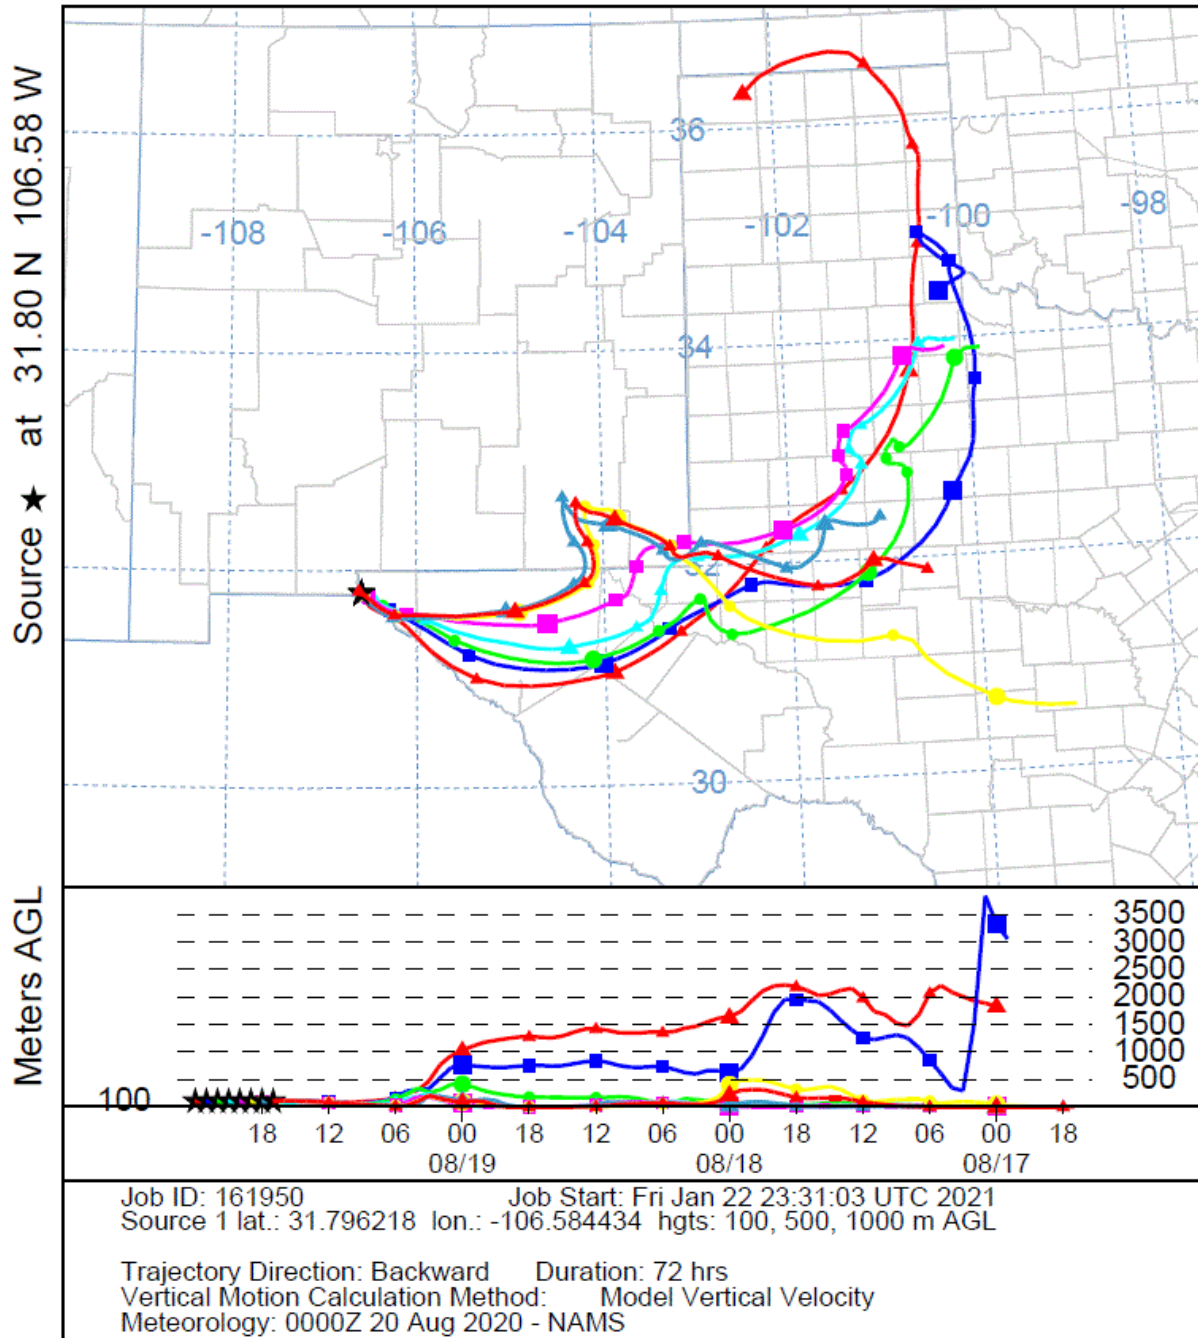 Source ★ at 31.80 N 106.58 W
36
-108 -106 -104 -102 -100 -98
34
32
30
Meters AGL
3500
3000
2500
2000
1500
1000
500
100
18 12 06 00 18 12 06 00 18 12 06 00 18
08/19 08/18 08/17
Job ID: 161950 Job Start: Fri Jan 22 23:31:03 UTC 2021
Source 1 lat.: 31.796218 lon.: -106.584434 hgts: 100, 500, 1000 m AGL
Trajectory Direction: Backward Duration: 72 hrs
Vertical Motion Calculation Method: Model Vertical Velocity
Meteorology: 0000Z 20 Aug 2020 - NAMS